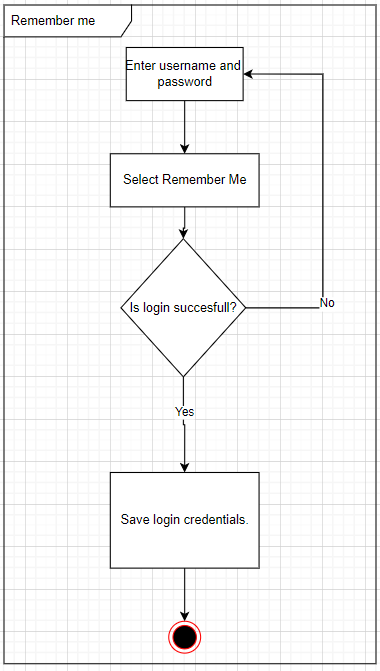 Remember me
Enter username and
password
Select Remember Me
Is login succesfull?
No
Yes
Save login credentials.